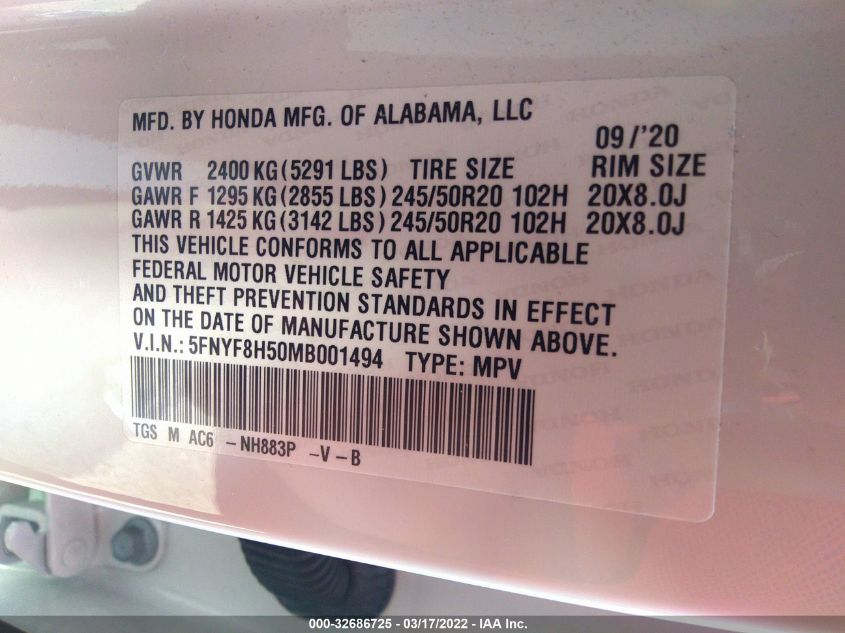 MFD. BY HONDA MFG. OF ALABAMA, LLC
09/'20
GVWR 2400 KG (5291 LBS) TIRE SIZE RIM SIZE
GAWR F 1295 KG (2855 LBS) 245/50R20 102H 20X8.0J
GAWR R 1425 KG (3142 LBS) 245/50R20 102H 20X8.0J
THIS VEHICLE CONFORMS TO ALL APPLICABLE
FEDERAL MOTOR VEHICLE SAFETY
AND THEFT PREVENTION STANDARDS IN EFFECT
ON THE DATE OF MANUFACTURE SHOWN ABOVE.
V.I.N.: 5FNYF8H50MB001494 TYPE: MPV
TGS M AC6 -NH883P -V-B
000-32686725 - 03/17/2022 - IAA Inc.